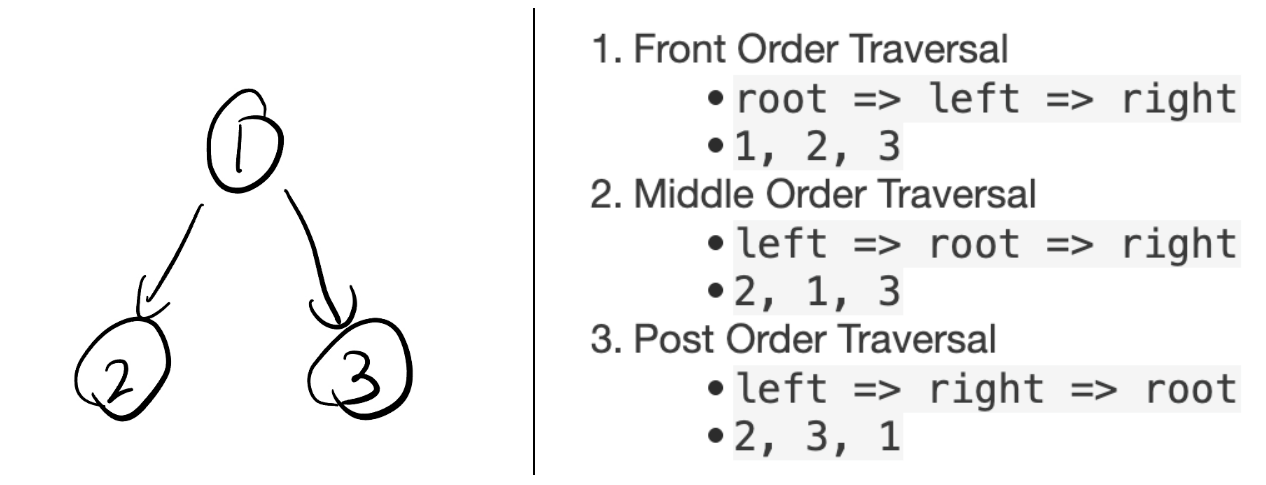 1
2
3
1. Front Order Traversal
• root => left => right
• 1, 2, 3
2. Middle Order Traversal
• left => root => right
• 2, 1, 3
3. Post Order Traversal
• left => right => root
• 2, 3, 1